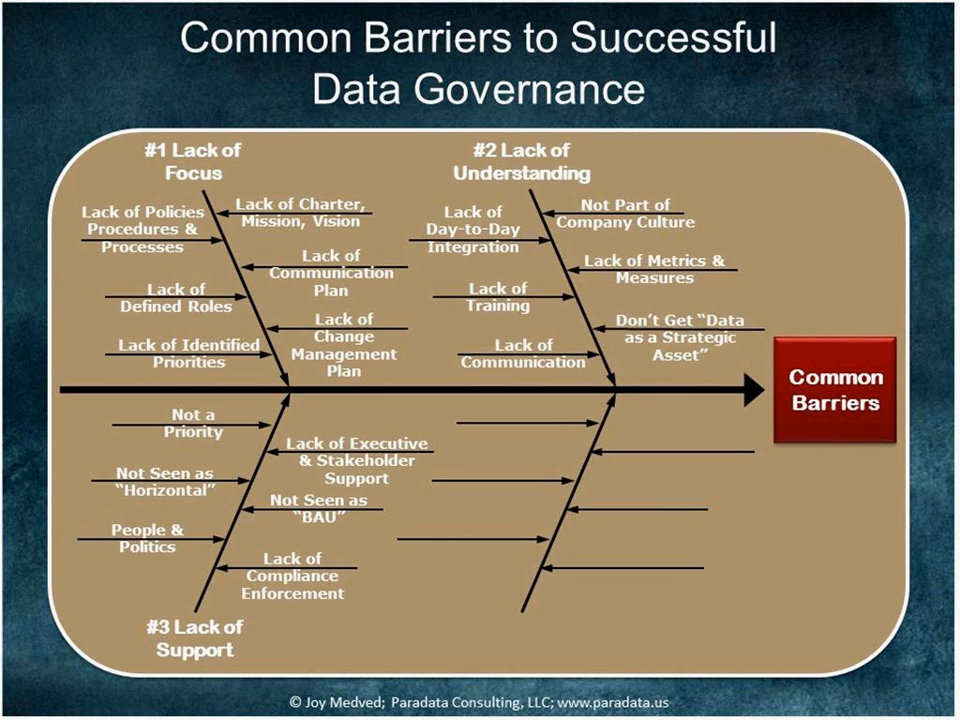 Common Barriers to Successful
Data Governance
#1 Lack of
Focus
Lack of Policies
Procedures &
Processes
Lack of Charter,
Mission, Vision
Lack of
Communication
Plan
Lack of
Defined Roles
Lack of
Change
Management
Plan
Lack of Identified
Priorities
#2 Lack of
Understanding
Lack of
Day-to-Day
Integration
Not Part of
Company Culture
Lack of Metrics &
Measures
Lack of
Training
Don't Get "Data
as a Strategic
Asset"
Lack of
Communication
Common
Barriers
Not a
Priority
Lack of Executive
& Stakeholder
Support
Not Seen as
"Horizontal"
Not Seen as
"BAU"
People &
Politics
Lack of
Compliance
Enforcement
#3 Lack of
Support
© Joy Medved; Paradata Consulting, LLC; www.paradata.us